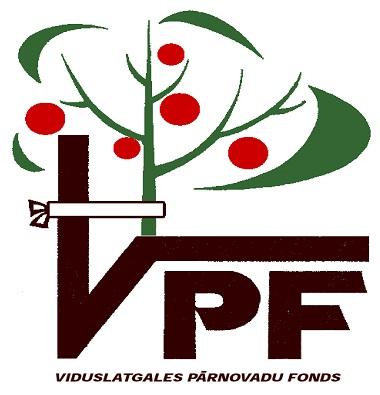 VPF
VIDUSLATGALES PĀRNOVADU FONDS